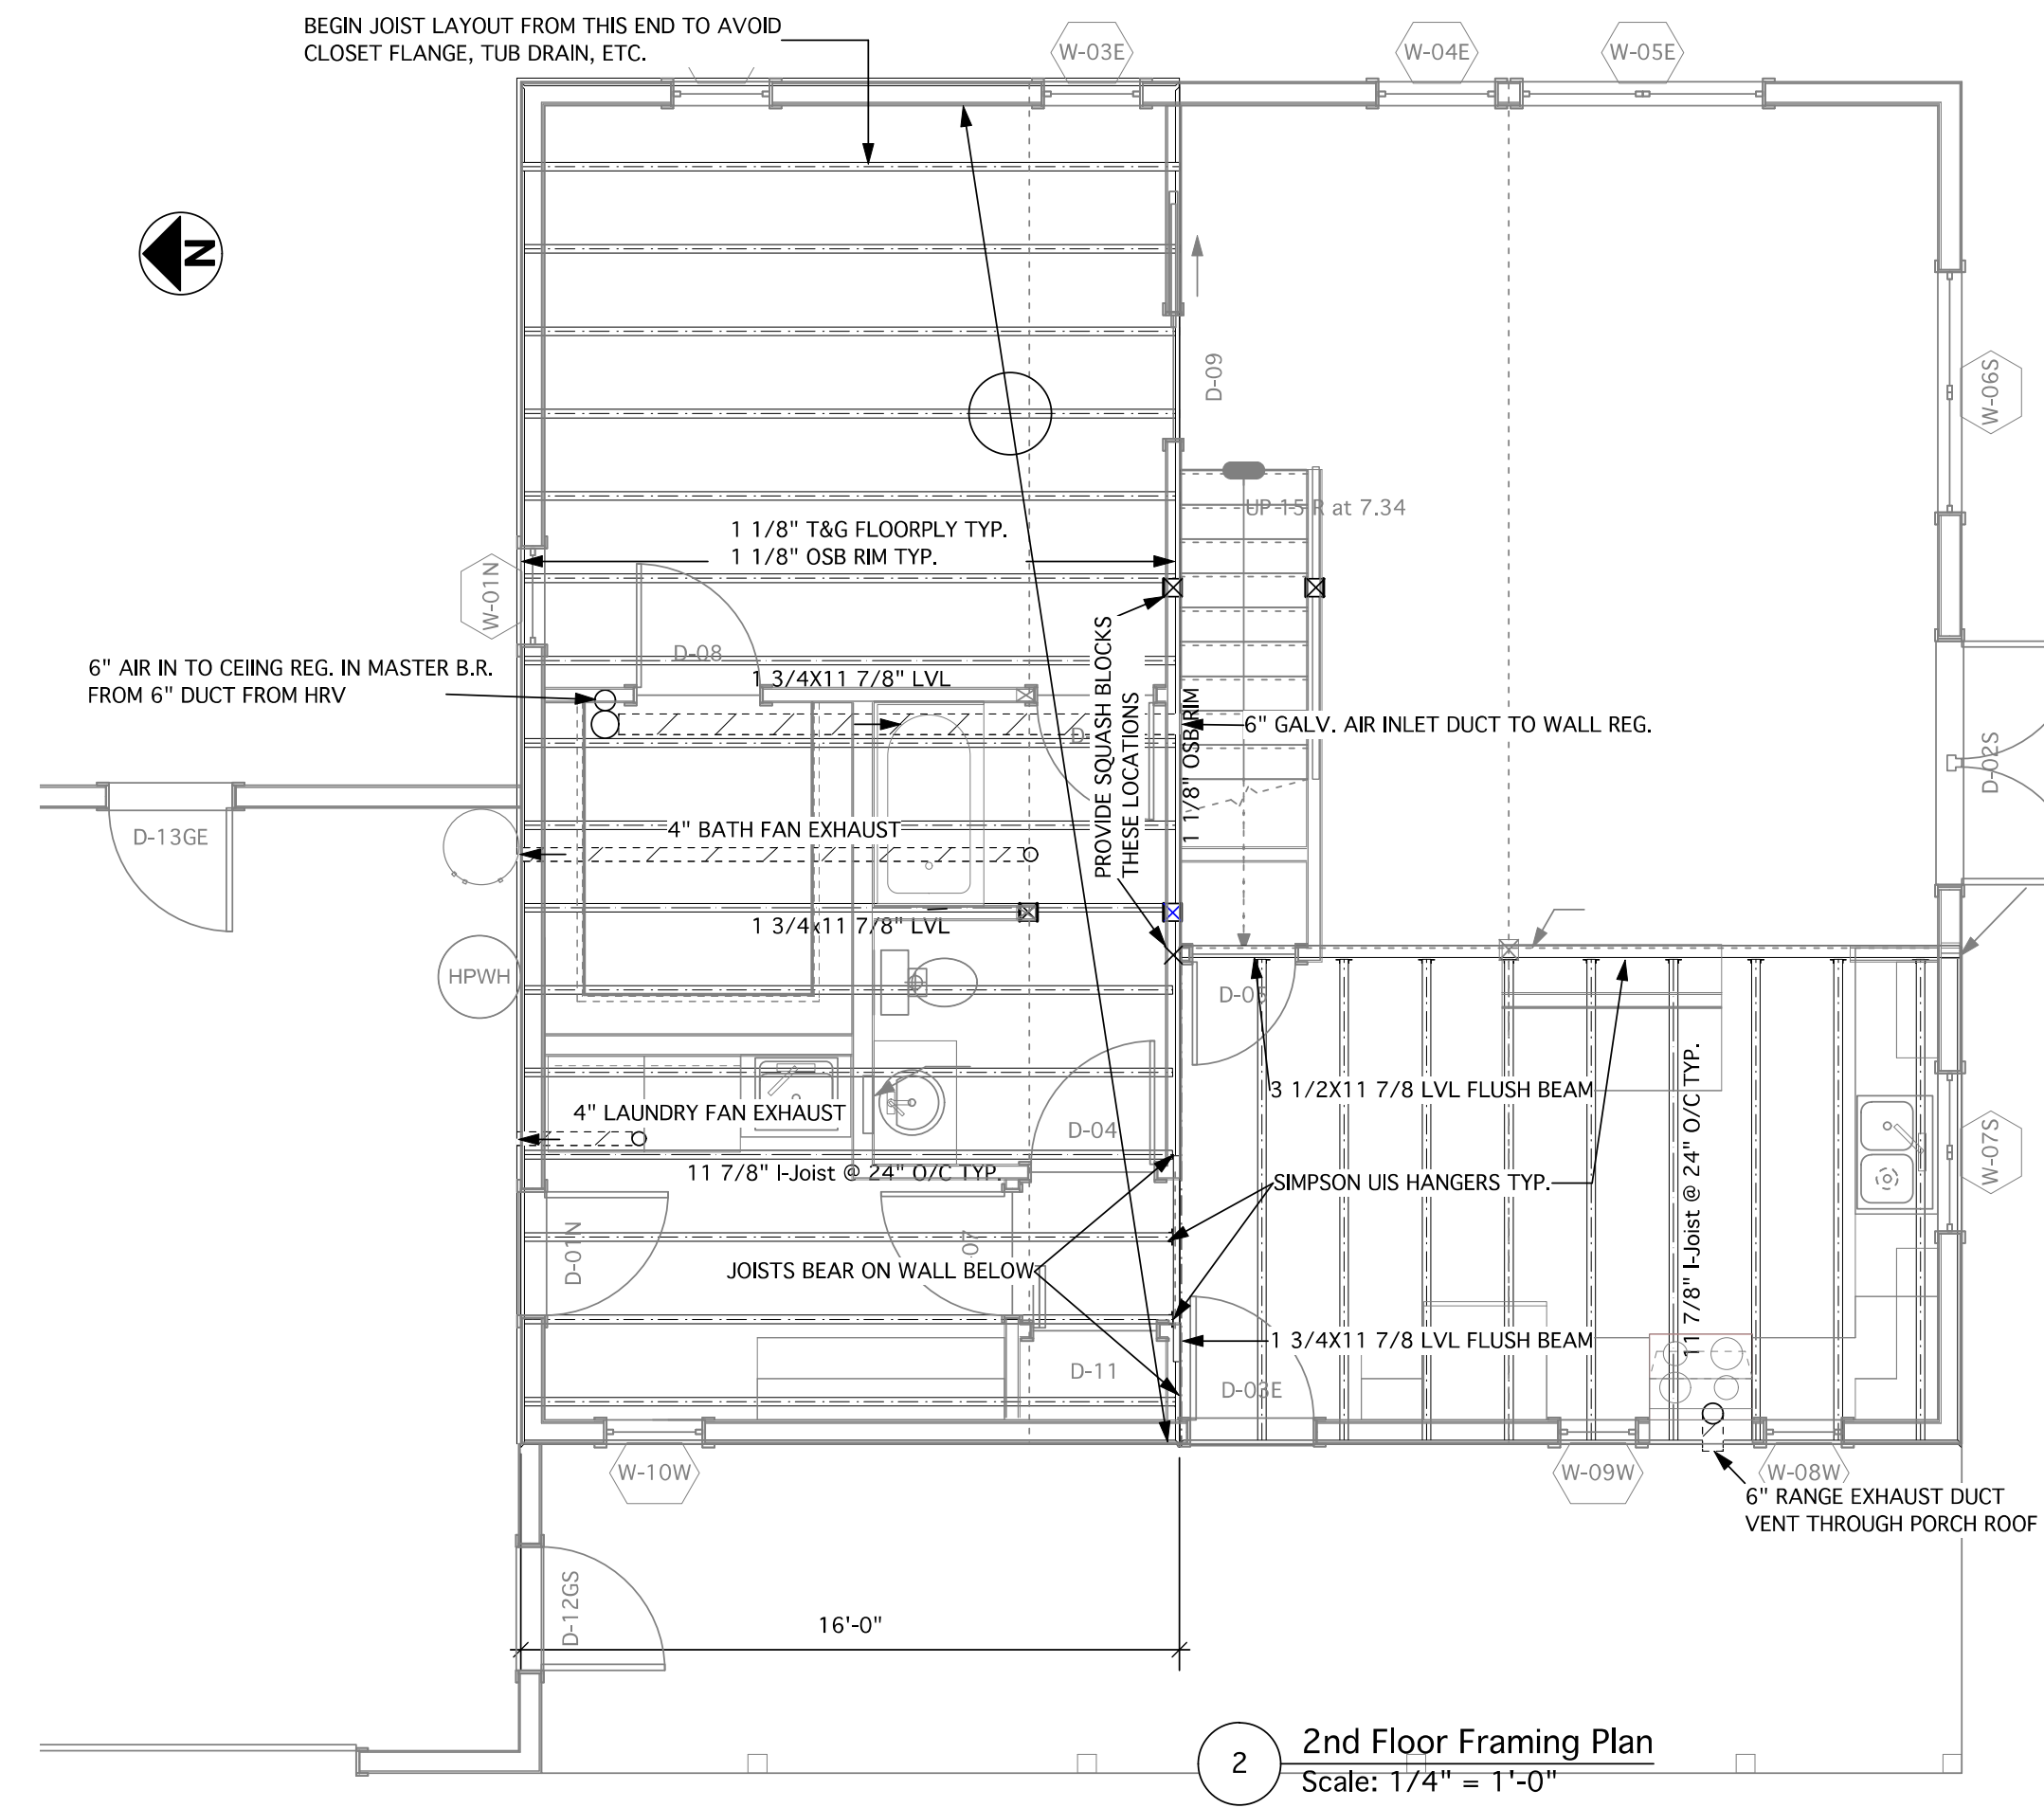 BEGIN JOIST LAYOUT FROM THIS END TO AVOID
CLOSET FLANGE, TUB DRAIN, ETC.
W-03E
W-04E
W-05E
N
W-06S
D-09
UP 15 R at 7.34
1 1/8" T&G FLOORPLY TYP.
1 1/8" OSB RIM TYP.
W-01N
6" AIR IN TO CEIING REG. IN MASTER B.R.
FROM 6" DUCT FROM HRV
D-08
1 3/4X11 7/8" LVL
PROVIDE SQUASH BLOCKS
THESE LOCATIONS
1 1/8" OSB RIM
6" GALV. AIR INLET DUCT TO WALL REG.
D-02S
D-13GE
4" BATH FAN EXHAUST
1 3/4x11 7/8" LVL
HPWH
D-05
3 1/2X11 7/8 LVL FLUSH BEAM
4" LAUNDRY FAN EXHAUST
D-04
W-07S
11 7/8" I-Joist @ 24" O/C TYP.
SIMPSON UIS HANGERS TYP.
11 7/8" I-Joist @ 24" O/C TYP.
D-01N
07
JOISTS BEAR ON WALL BELOW
1 3/4X11 7/8 LVL FLUSH BEAM
D-11
D-03E
W-10W
W-09W
W-08W
6" RANGE EXHAUST DUCT
VENT THROUGH PORCH ROOF
D-12GS
16'-0"
2
2nd Floor Framing Plan
Scale: 1/4" = 1'-0"